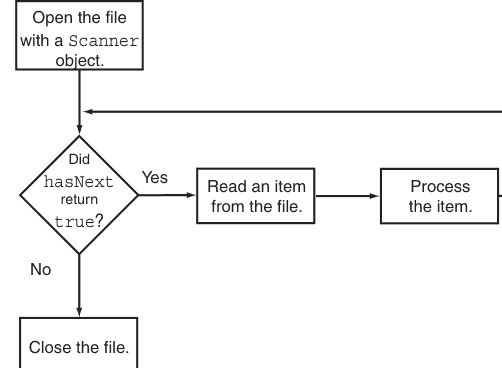 Open the file
with a Scanner
object.
Did
hasNext
return
true?
Yes
Read an item
from the file.
Process
the item.
No
Close the file.